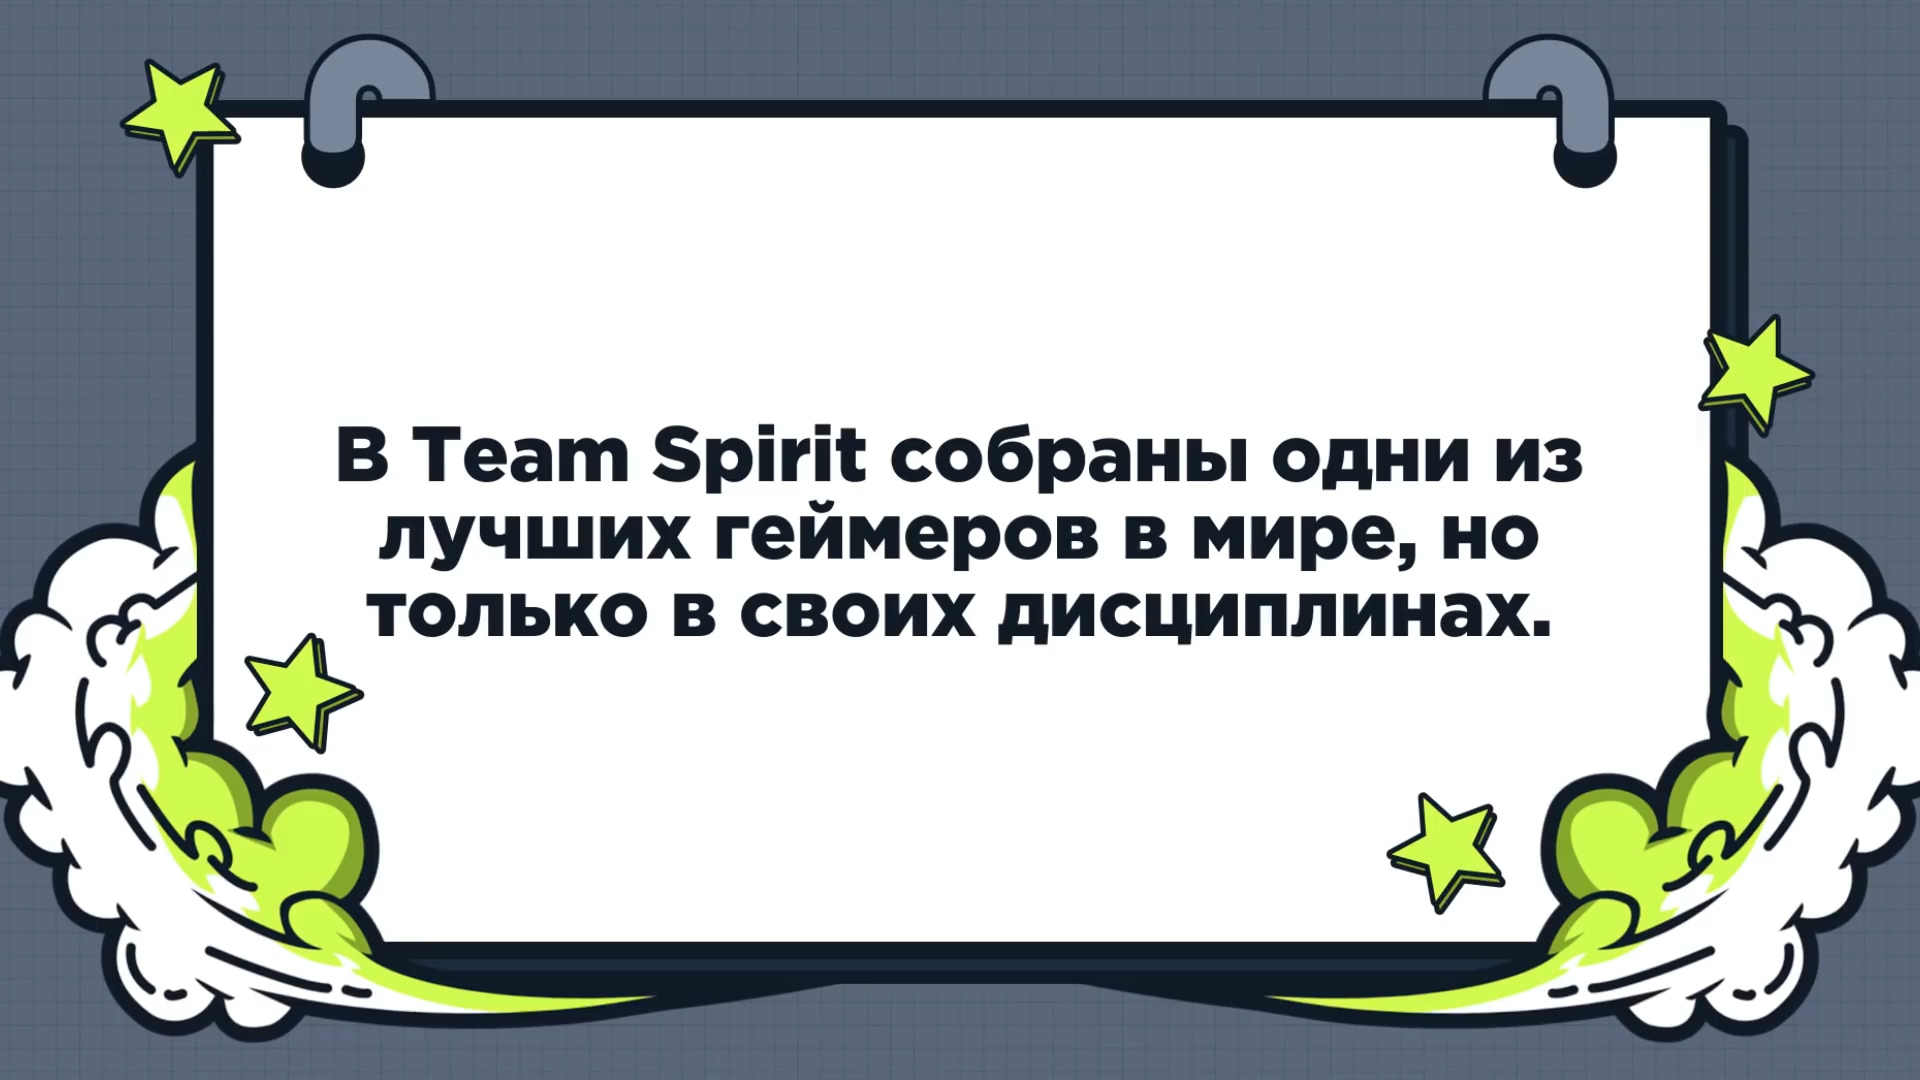 В Team Spirit собраны одни из
лучших геймеров в мире, но
только в своих дисциплинах.